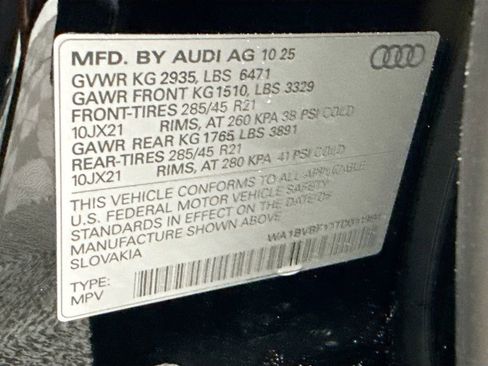 MFD. BY AUDI AG 10 25
GVWR KG 2935, LBS 6471
GAWR FRONT KG 1510, LBS 3329
FRONT-TIRES 285/45 R21
10JX21 RIMS, AT 260 KPA 38 PSI COLD
GAWR REAR KG 1765, LBS 3891
REAR-TIRES 285/45 R21
10JX21 RIMS, AT 280 KPA 41 PSI COLD
THIS VEHICLE CONFORMS TO ALL APPLICABLE
U.S. FEDERAL MOTOR VEHICLE SAFETY
STANDARDS IN EFFECT ON THE DATE OF
MANUFACTURE SHOWN ABOVE
SLOVAKIA
TYPE:
MPV